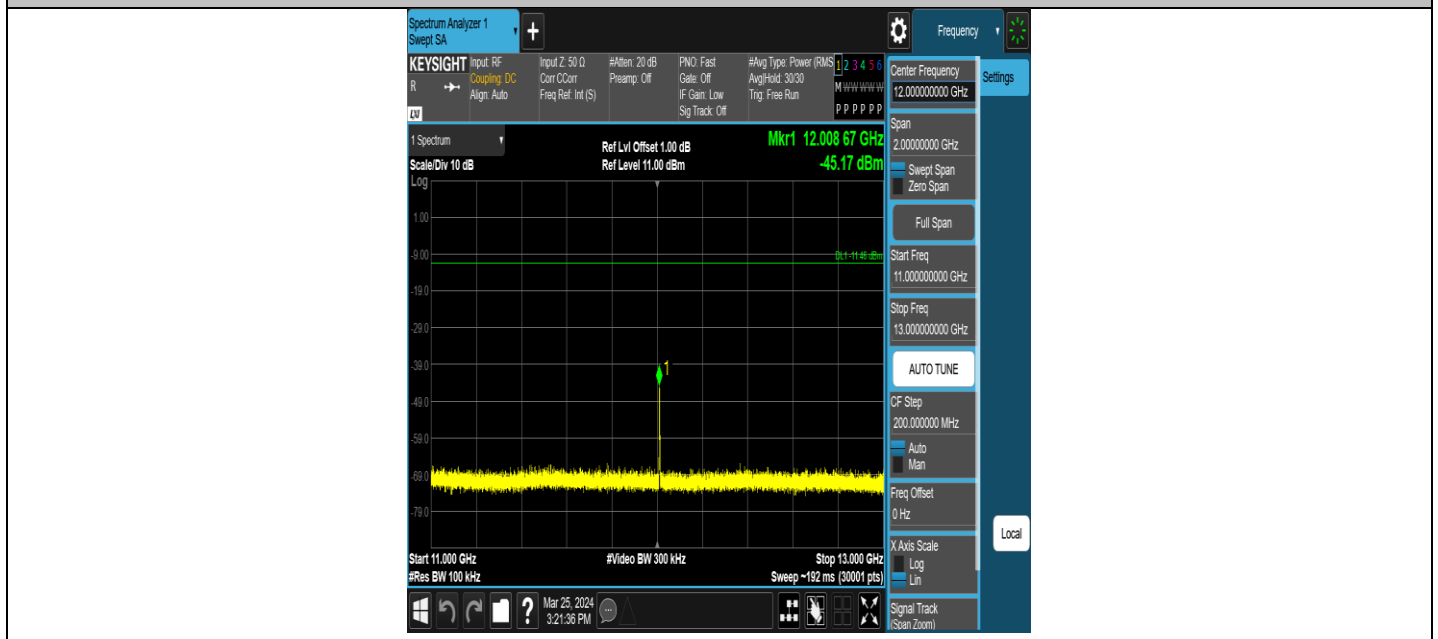 Spectrum Analyzer 1
Swept SA
+
Frequency
KEYSIGHT
R
LXI
Input: RF
Coupling: DC
Align: Auto
Input Z: 50 Ω
Corr CCorr
Freq Ref: Int (S)
#Atten: 20 dB
Preamp: Off
PNO: Fast
Gate: Off
IF Gain: Low
Sig Track: Off
#Avg Type: Power (RMS
Avg|Hold: 30/30
Trig: Free Run
1 2 3 4 5 6
M W W W W W
P P P P P P
1 Spectrum
Scale/Div 10 dB
Log
Ref Lvl Offset 1.00 dB
Ref Level 11.00 dBm
Mkr1 12.008 67 GHz
-45.17 dBm
1.00
-9.00
DL1 -11.46 dBm
-19.0
-29.0
-39.0
1
-49.0
-59.0
-69.0
-79.0
Start 11.000 GHz
#Video BW 300 kHz
Stop 13.000 GHz
#Res BW 100 kHz
Sweep ~192 ms (30001 pts)
?
Mar 25, 2024
3:21:36 PM
Center Frequency
12.000000000 GHz
Settings
Span
2.00000000 GHz
Swept Span
Zero Span
Full Span
Start Freq
11.000000000 GHz
Stop Freq
13.000000000 GHz
AUTO TUNE
CF Step
200.000000 MHz
Auto
Man
Freq Offset
0 Hz
X Axis Scale
Log
Lin
Local
Signal Track
(Span Zoom)